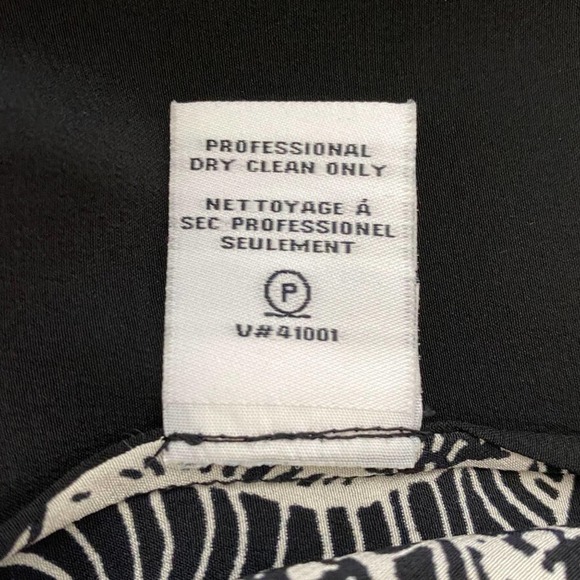 PROFESSIONAL
DRY CLEAN ONLY
NETTOYAGE Á
SEC PROFESSIONEL
SEULEMENT
P
V#41001